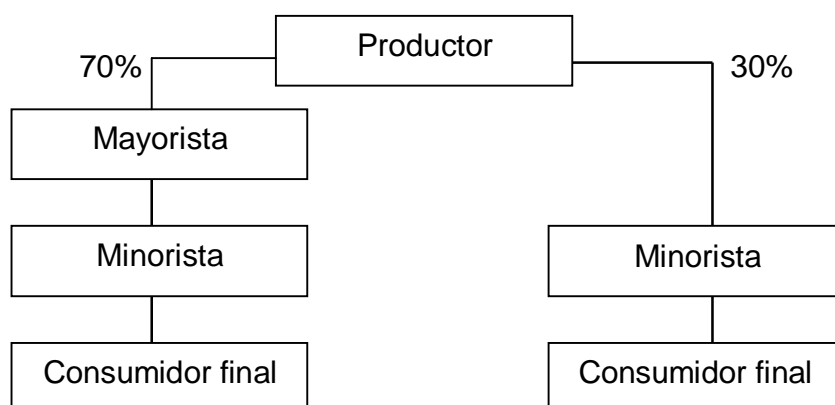 Productor
70%
30%
Mayorista
Minorista
Minorista
Consumidor final
Consumidor final